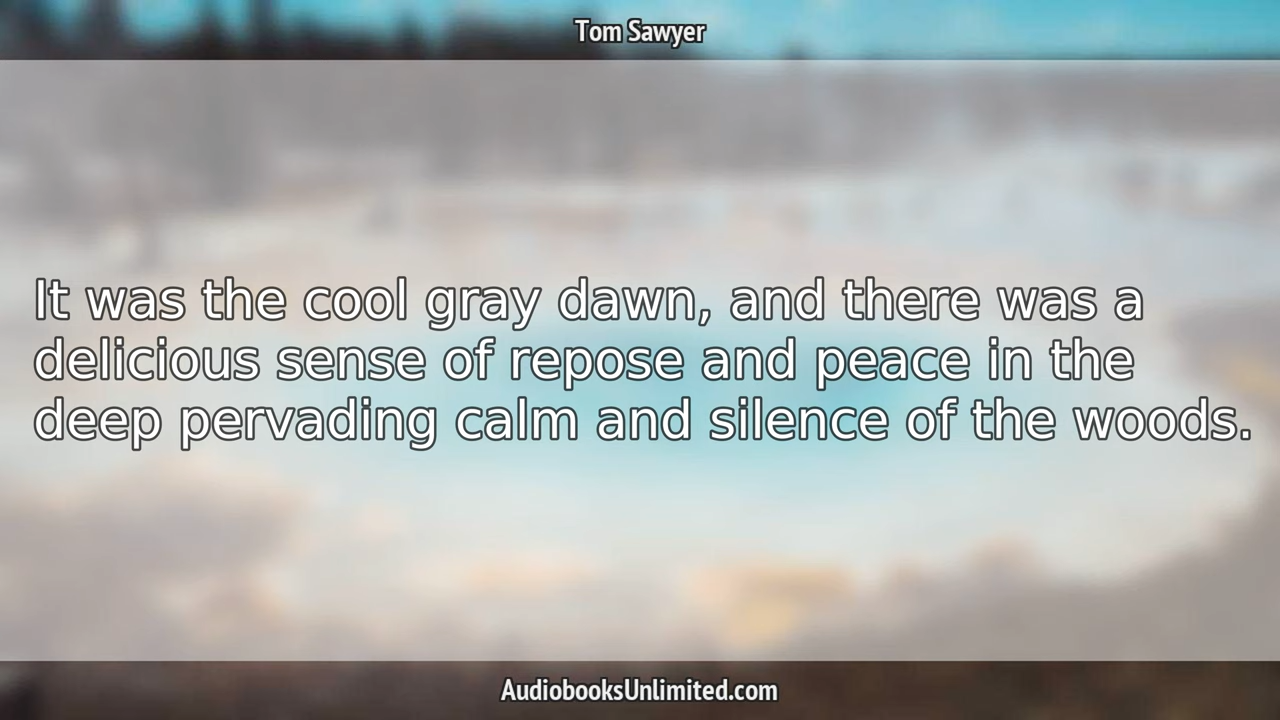 Tom Sawyer
It was the cool gray dawn, and there was a
delicious sense of repose and peace in the
deep pervading calm and silence of the woods.
AudiobooksUnlimited.com